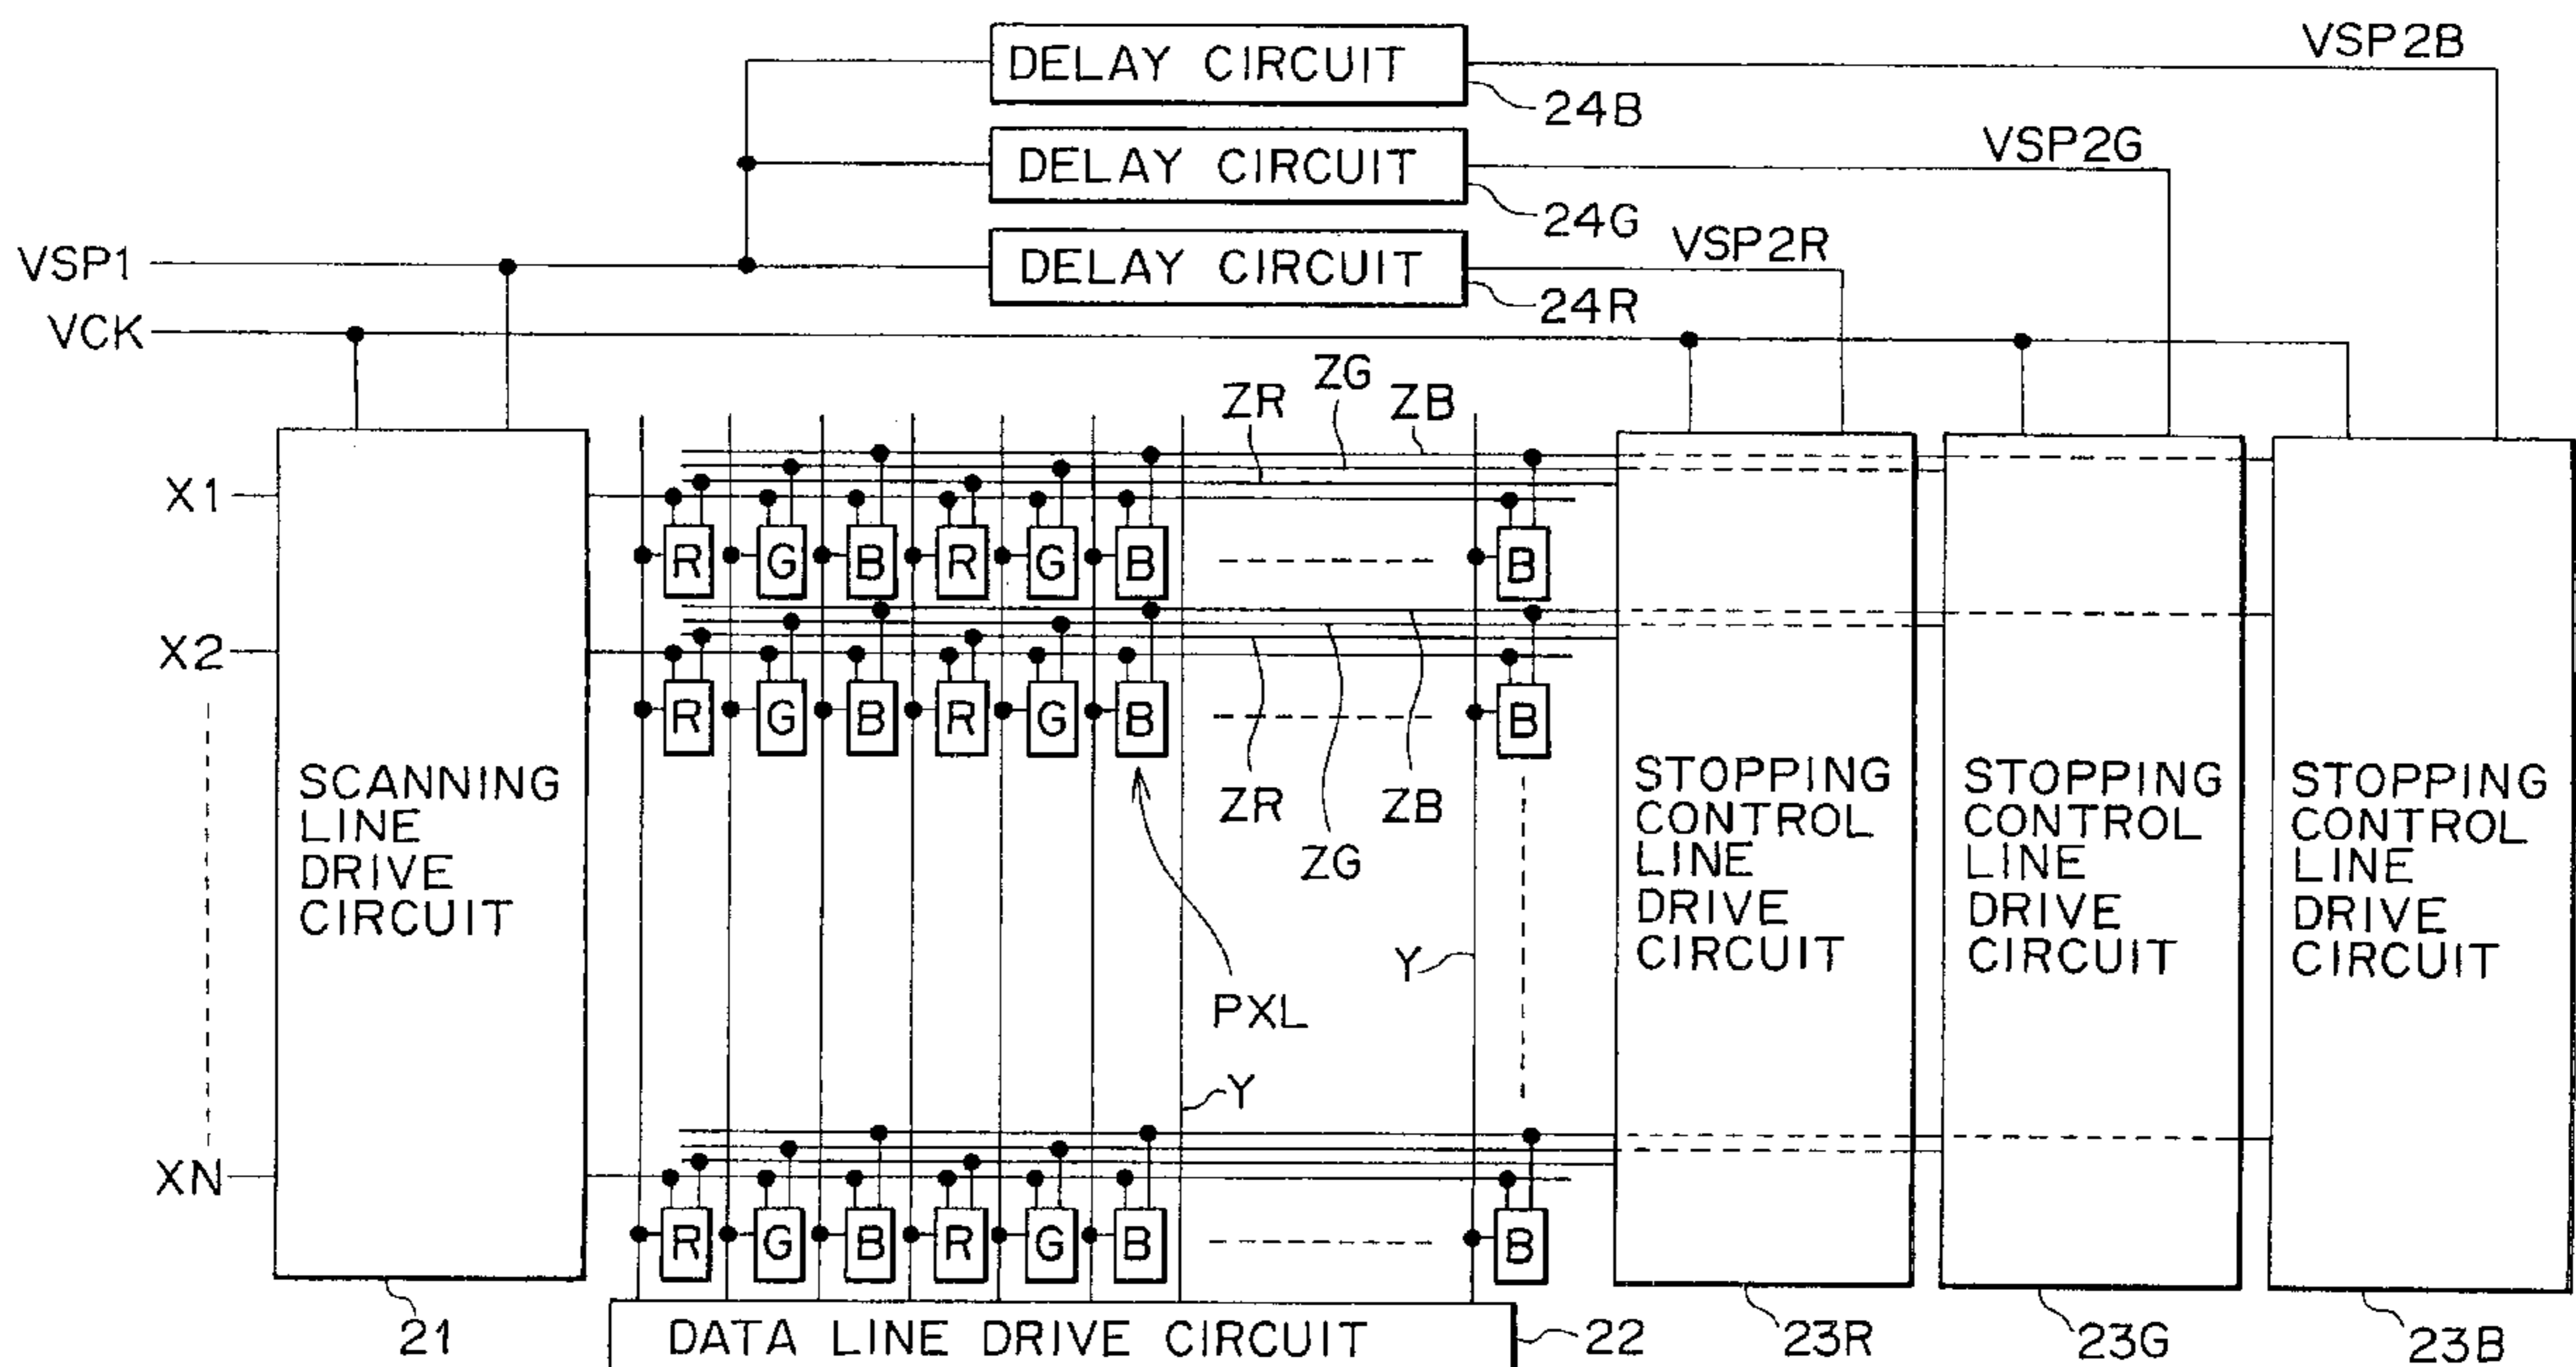 DELAY CIRCUIT
VSP2B
24B
DELAY CIRCUIT
VSP2G
24G
VSP1
DELAY CIRCUIT
VSP2R
24R
VCK
ZR
ZG
ZB
X1
R G B R G B B
X2
R G B R G B B
ZR
ZG
ZB
SCANNING
LINE
DRIVE
CIRCUIT
STOPPING
CONTROL
LINE
DRIVE
CIRCUIT
STOPPING
CONTROL
LINE
DRIVE
CIRCUIT
STOPPING
CONTROL
LINE
DRIVE
CIRCUIT
PXL
Y
Y
XN
R G B R G B B
21
DATA LINE DRIVE CIRCUIT
22
23R
23G
23B